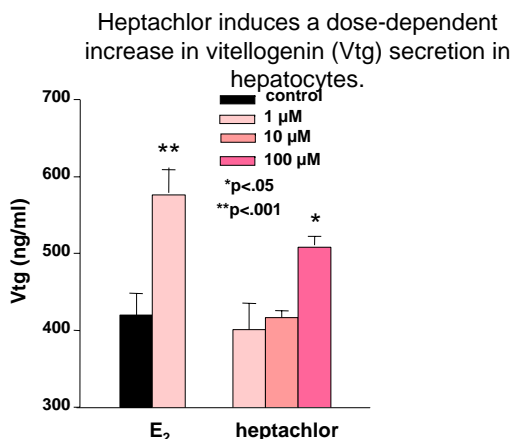 Heptachlor induces a dose-dependent
increase in vitellogenin (Vtg) secretion in
hepatocytes.
700
600
500
400
300
Vtg (ng/ml)
control
1 µM
10 µM
100 µM
*p<.05
**p<.001
**
*
E₂
heptachlor